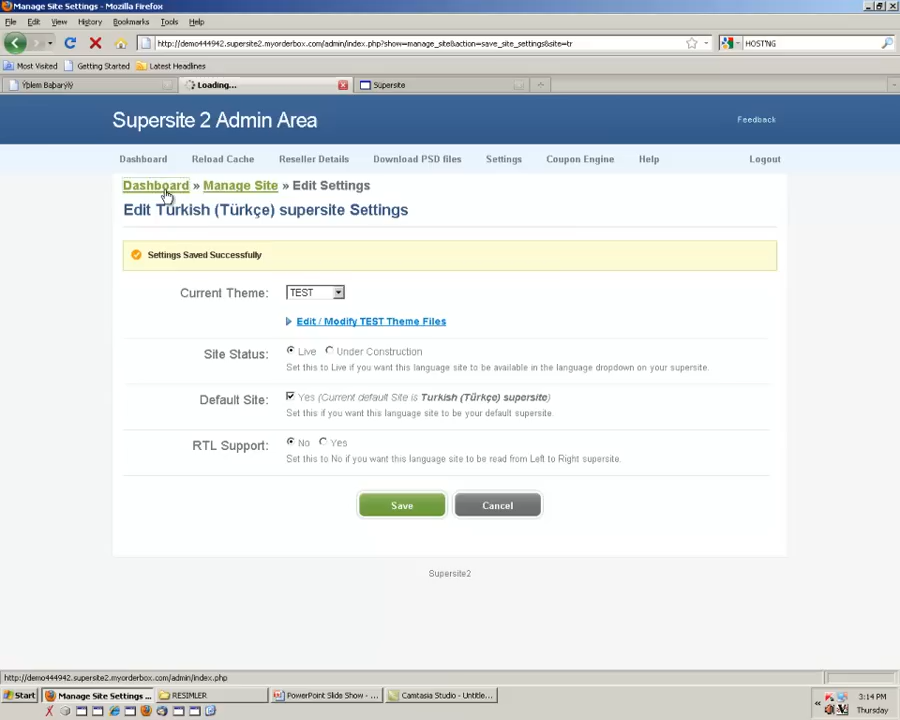 Manage Site Settings - Mozilla Firefox
File Edit View History Bookmarks Tools Help
http://demo444942.supersite2.myorderbox.com/admin/index.php?show=manage_site&action=save_site_settings&site=tr
HOSTNG
Most Visited Getting Started Latest Headlines
Ýþlem Baþarýlý Loading... Supersite
Supersite 2 Admin Area
Feedback
Dashboard Reload Cache Reseller Details Download PSD files Settings Coupon Engine Help Logout
Dashboard » Manage Site » Edit Settings
Edit Turkish (Türkçe) supersite Settings
Settings Saved Successfully
Current Theme: TEST
Edit / Modify TEST Theme Files
Site Status: Live Under Construction
Set this to Live if you want this language site to be available in the language dropdown on your supersite.
Default Site: Yes (Current default Site is Turkish (Türkçe) supersite)
Set this if you want this language site to be your default supersite.
RTL Support: No Yes
Set this to No if you want this language site to be read from Left to Right supersite.
Save Cancel
Supersite2
http://demo444942.supersite2.myorderbox.com/admin/index.php
Start Manage Site Settings ... RESIMLER PowerPoint Slide Show - ... Camtasia Studio - Untitle...
3:14 PM
Thursday